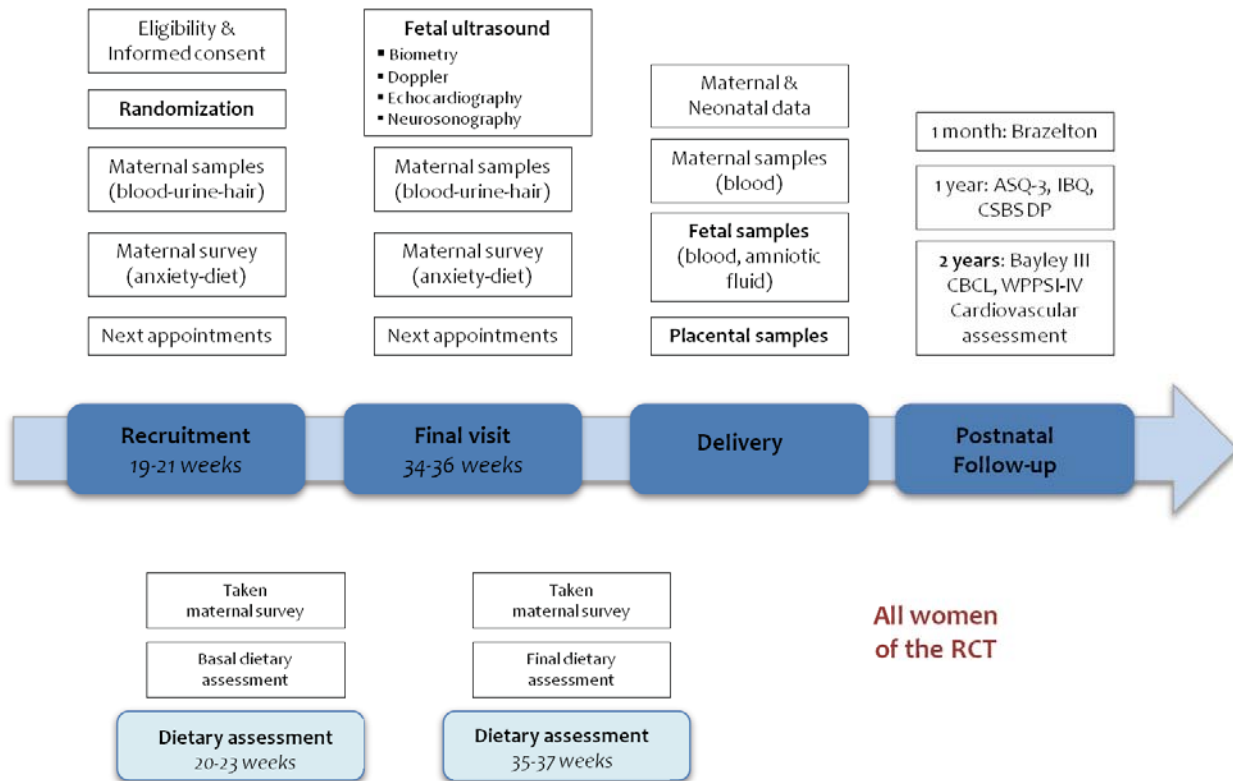 Eligibility &
Informed consent
Randomization
Maternal samples
(blood-urine-hair)
Maternal survey
(anxiety-diet)
Next appointments
Fetal ultrasound
▪ Biometry
▪ Doppler
▪ Echocardiography
▪ Neurosonography
Maternal samples
(blood-urine-hair)
Maternal survey
(anxiety-diet)
Next appointments
Maternal &
Neonatal data
Maternal samples
(blood)
Fetal samples
(blood, amniotic
fluid)
Placental samples
1 month: Brazelton
1 year: ASQ-3, IBQ,
CSBS DP
2 years: Bayley III
CBCL, WPPSI-IV
Cardiovascular
assessment
Recruitment
19-21 weeks
Final visit
34-36 weeks
Delivery
Postnatal
Follow-up
Taken
maternal survey
Basal dietary
assessment
Dietary assessment
20-23 weeks
Taken
maternal survey
Final dietary
assessment
Dietary assessment
35-37 weeks
All women
of the RCT